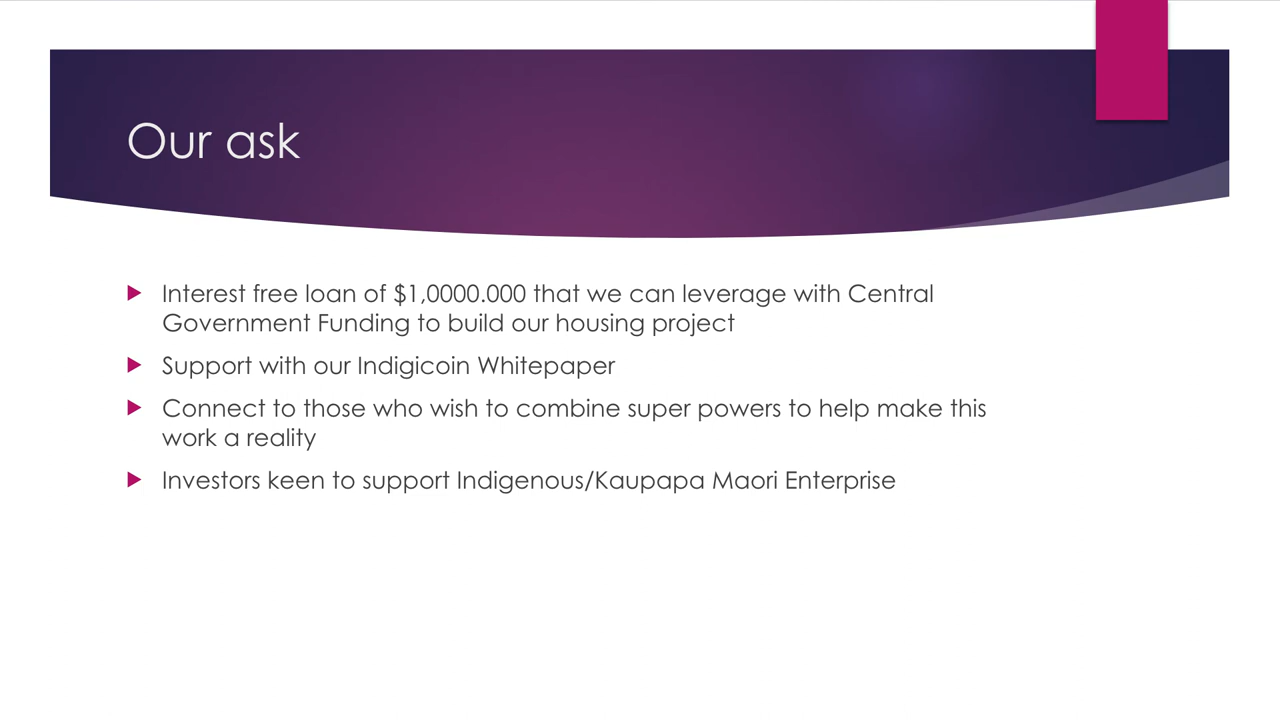 Our ask
Interest free loan of $1,0000.000 that we can leverage with Central
Government Funding to build our housing project
Support with our Indigicoin Whitepaper
Connect to those who wish to combine super powers to help make this
work a reality
Investors keen to support Indigenous/Kaupapa Maori Enterprise